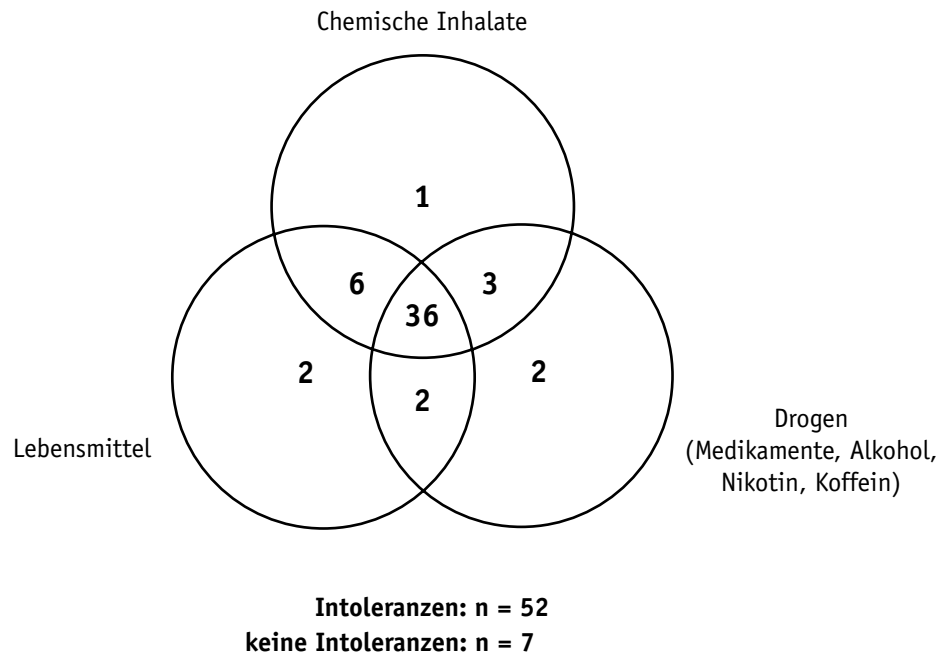 Chemische Inhalate
1
6
3
36
2
2
2
Lebensmittel
Drogen
(Medikamente, Alkohol,
Nikotin, Koffein)
Intoleranzen: n = 52
keine Intoleranzen: n = 7